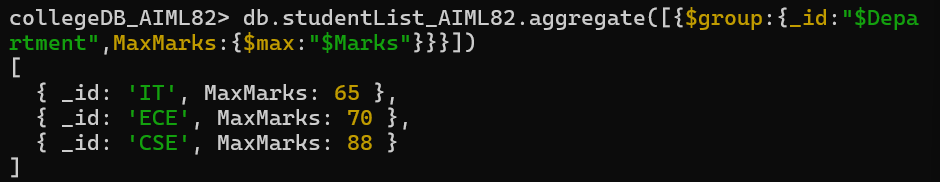 collegeDB_AIML82> db.studentList_AIML82.aggregate([{$group:{_id:"$Depa
rtment",MaxMarks:{$max:"$Marks"}}}])
[
  { _id: 'IT', MaxMarks: 65 },
  { _id: 'ECE', MaxMarks: 70 },
  { _id: 'CSE', MaxMarks: 88 }
]